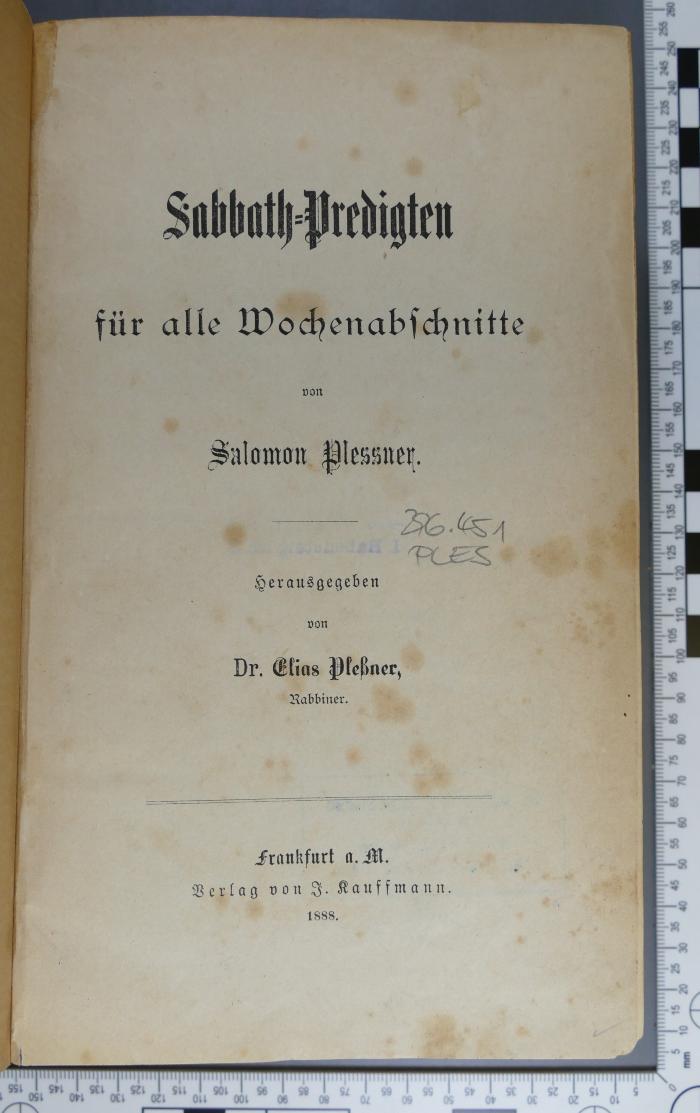 Sabbath=Predigten
für alle Wochenabschnitte
von
Salomon Plessner.
326.451
PLES
Herausgegeben
von
Dr. Elias Pleßner,
Rabbiner.
Frankfurt a. M.
Verlag von J. Kauffmann.
1888.